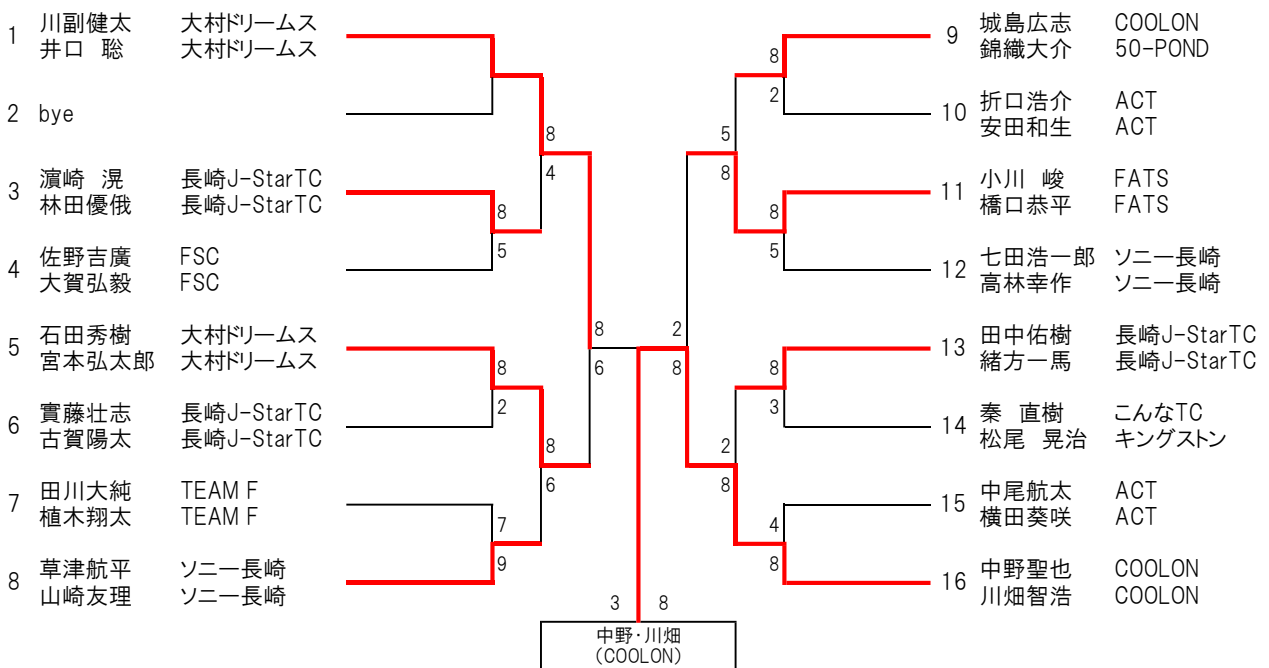 1 川副健太 大村ドリームス
井口 聡 大村ドリームス
2 bye
3 濵崎 滉 長崎J-StarTC
林田優俄 長崎J-StarTC
4 佐野吉廣 FSC
大賀弘毅 FSC
5 石田秀樹 大村ドリームス
宮本弘太郎 大村ドリームス
6 實藤壮志 長崎J-StarTC
古賀陽太 長崎J-StarTC
7 田川大純 TEAM F
植木翔太 TEAM F
8 草津航平 ソニー長崎
山崎友理 ソニー長崎
8
5
8
2
7
9
8
4
8
6
8
6
3 8
中野・川畑
(COOLON)
2
8
5
8
2
8
8
2
8
5
8
3
4
8
9 城島広志 COOLON
錦織大介 50-POND
10 折口浩介 ACT
安田和生 ACT
11 小川 峻 FATS
橋口恭平 FATS
12 七田浩一郎 ソニー長崎
高林幸作 ソニー長崎
13 田中佑樹 長崎J-StarTC
緒方一馬 長崎J-StarTC
14 秦 直樹 こんなTC
松尾 晃治 キングストン
15 中尾航太 ACT
横田葵咲 ACT
16 中野聖也 COOLON
川畑智浩 COOLON